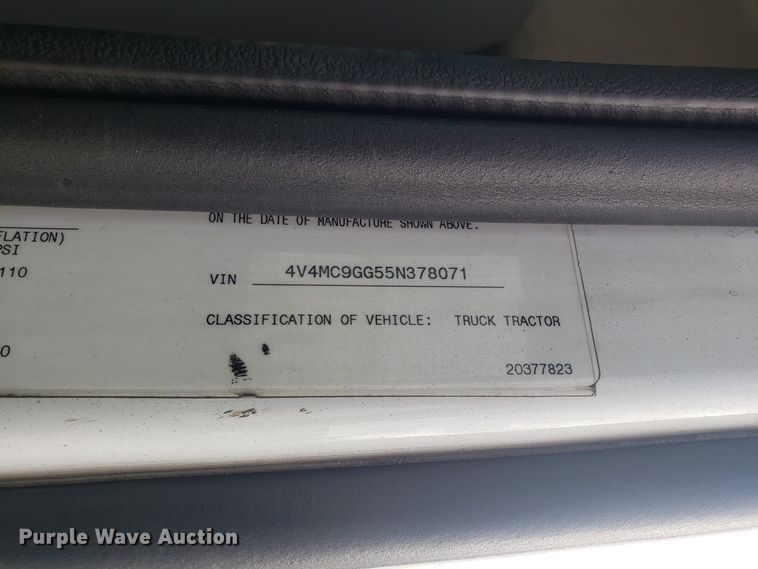 ON THE DATE OF MANUFACTURE SHOWN ABOVE.
FLATION)
PSI
110
VIN 4V4MC9GG55N378071
CLASSIFICATION OF VEHICLE: TRUCK TRACTOR
0
20377823
Purple Wave Auction